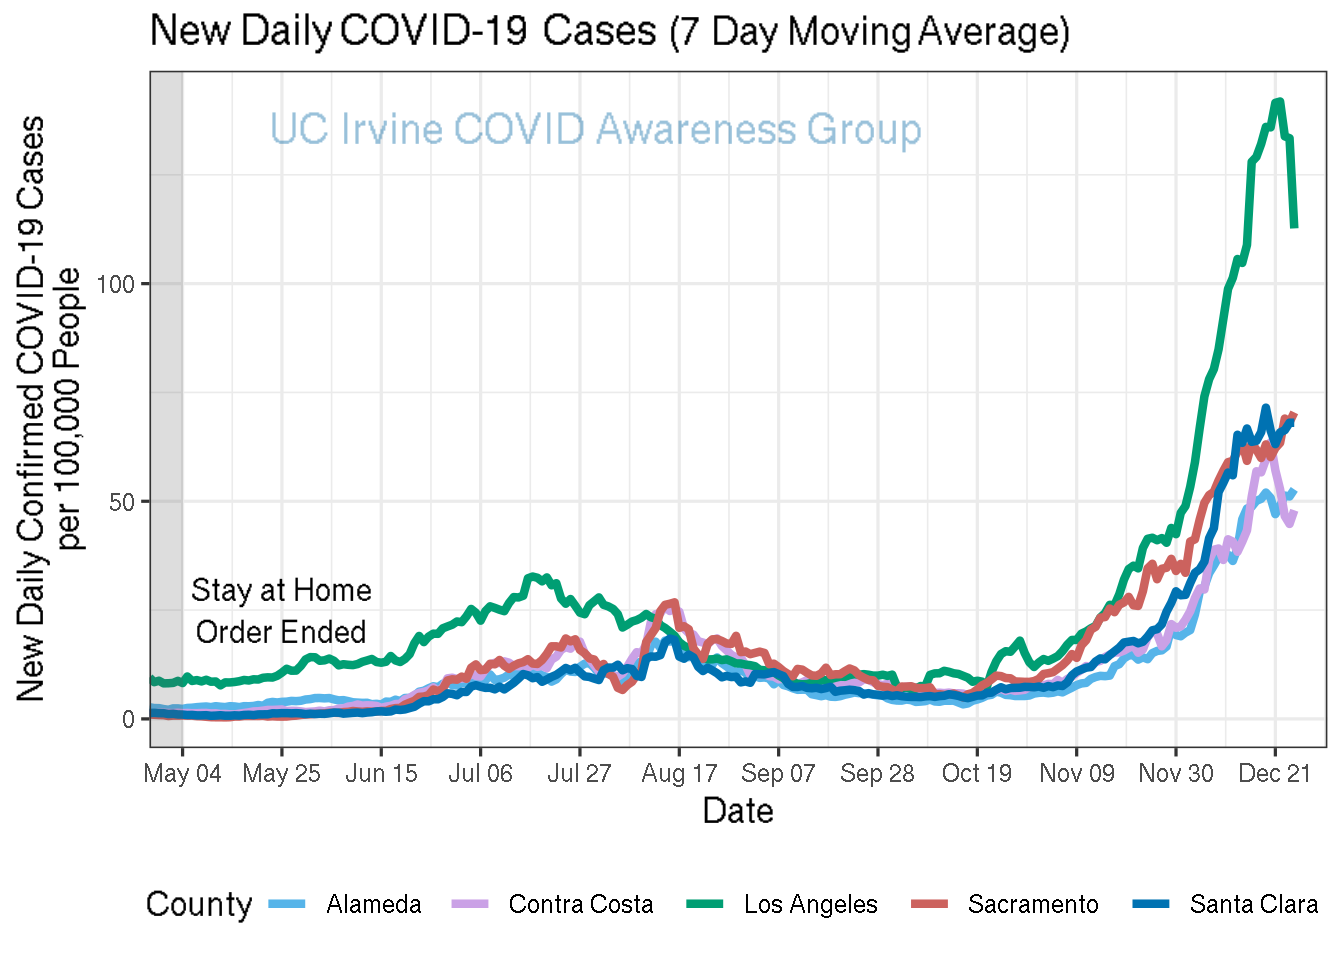 New Daily COVID-19 Cases (7 Day Moving Average)
UC Irvine COVID Awareness Group
New Daily Confirmed COVID-19 Cases
per 100,000 People
100
50
0
Stay at Home
Order Ended
May 04 May 25 Jun 15 Jul 06 Jul 27 Aug 17 Sep 07 Sep 28 Oct 19 Nov 09 Nov 30 Dec 21
Date
County Alameda Contra Costa Los Angeles Sacramento Santa Clara